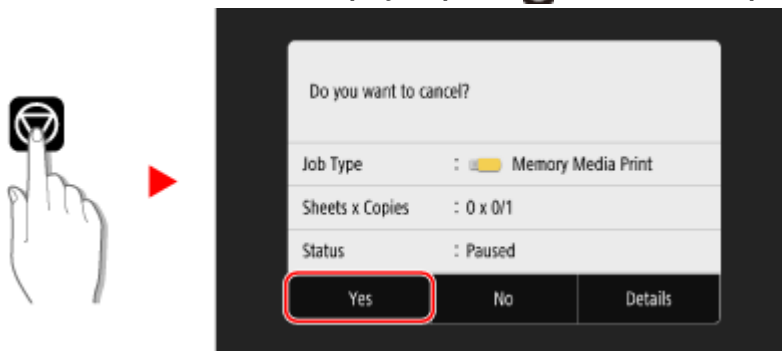 Do you want to cancel?
Job Type : Memory Media Print
Sheets x Copies : 0 x 0/1
Status : Paused
Yes No Details